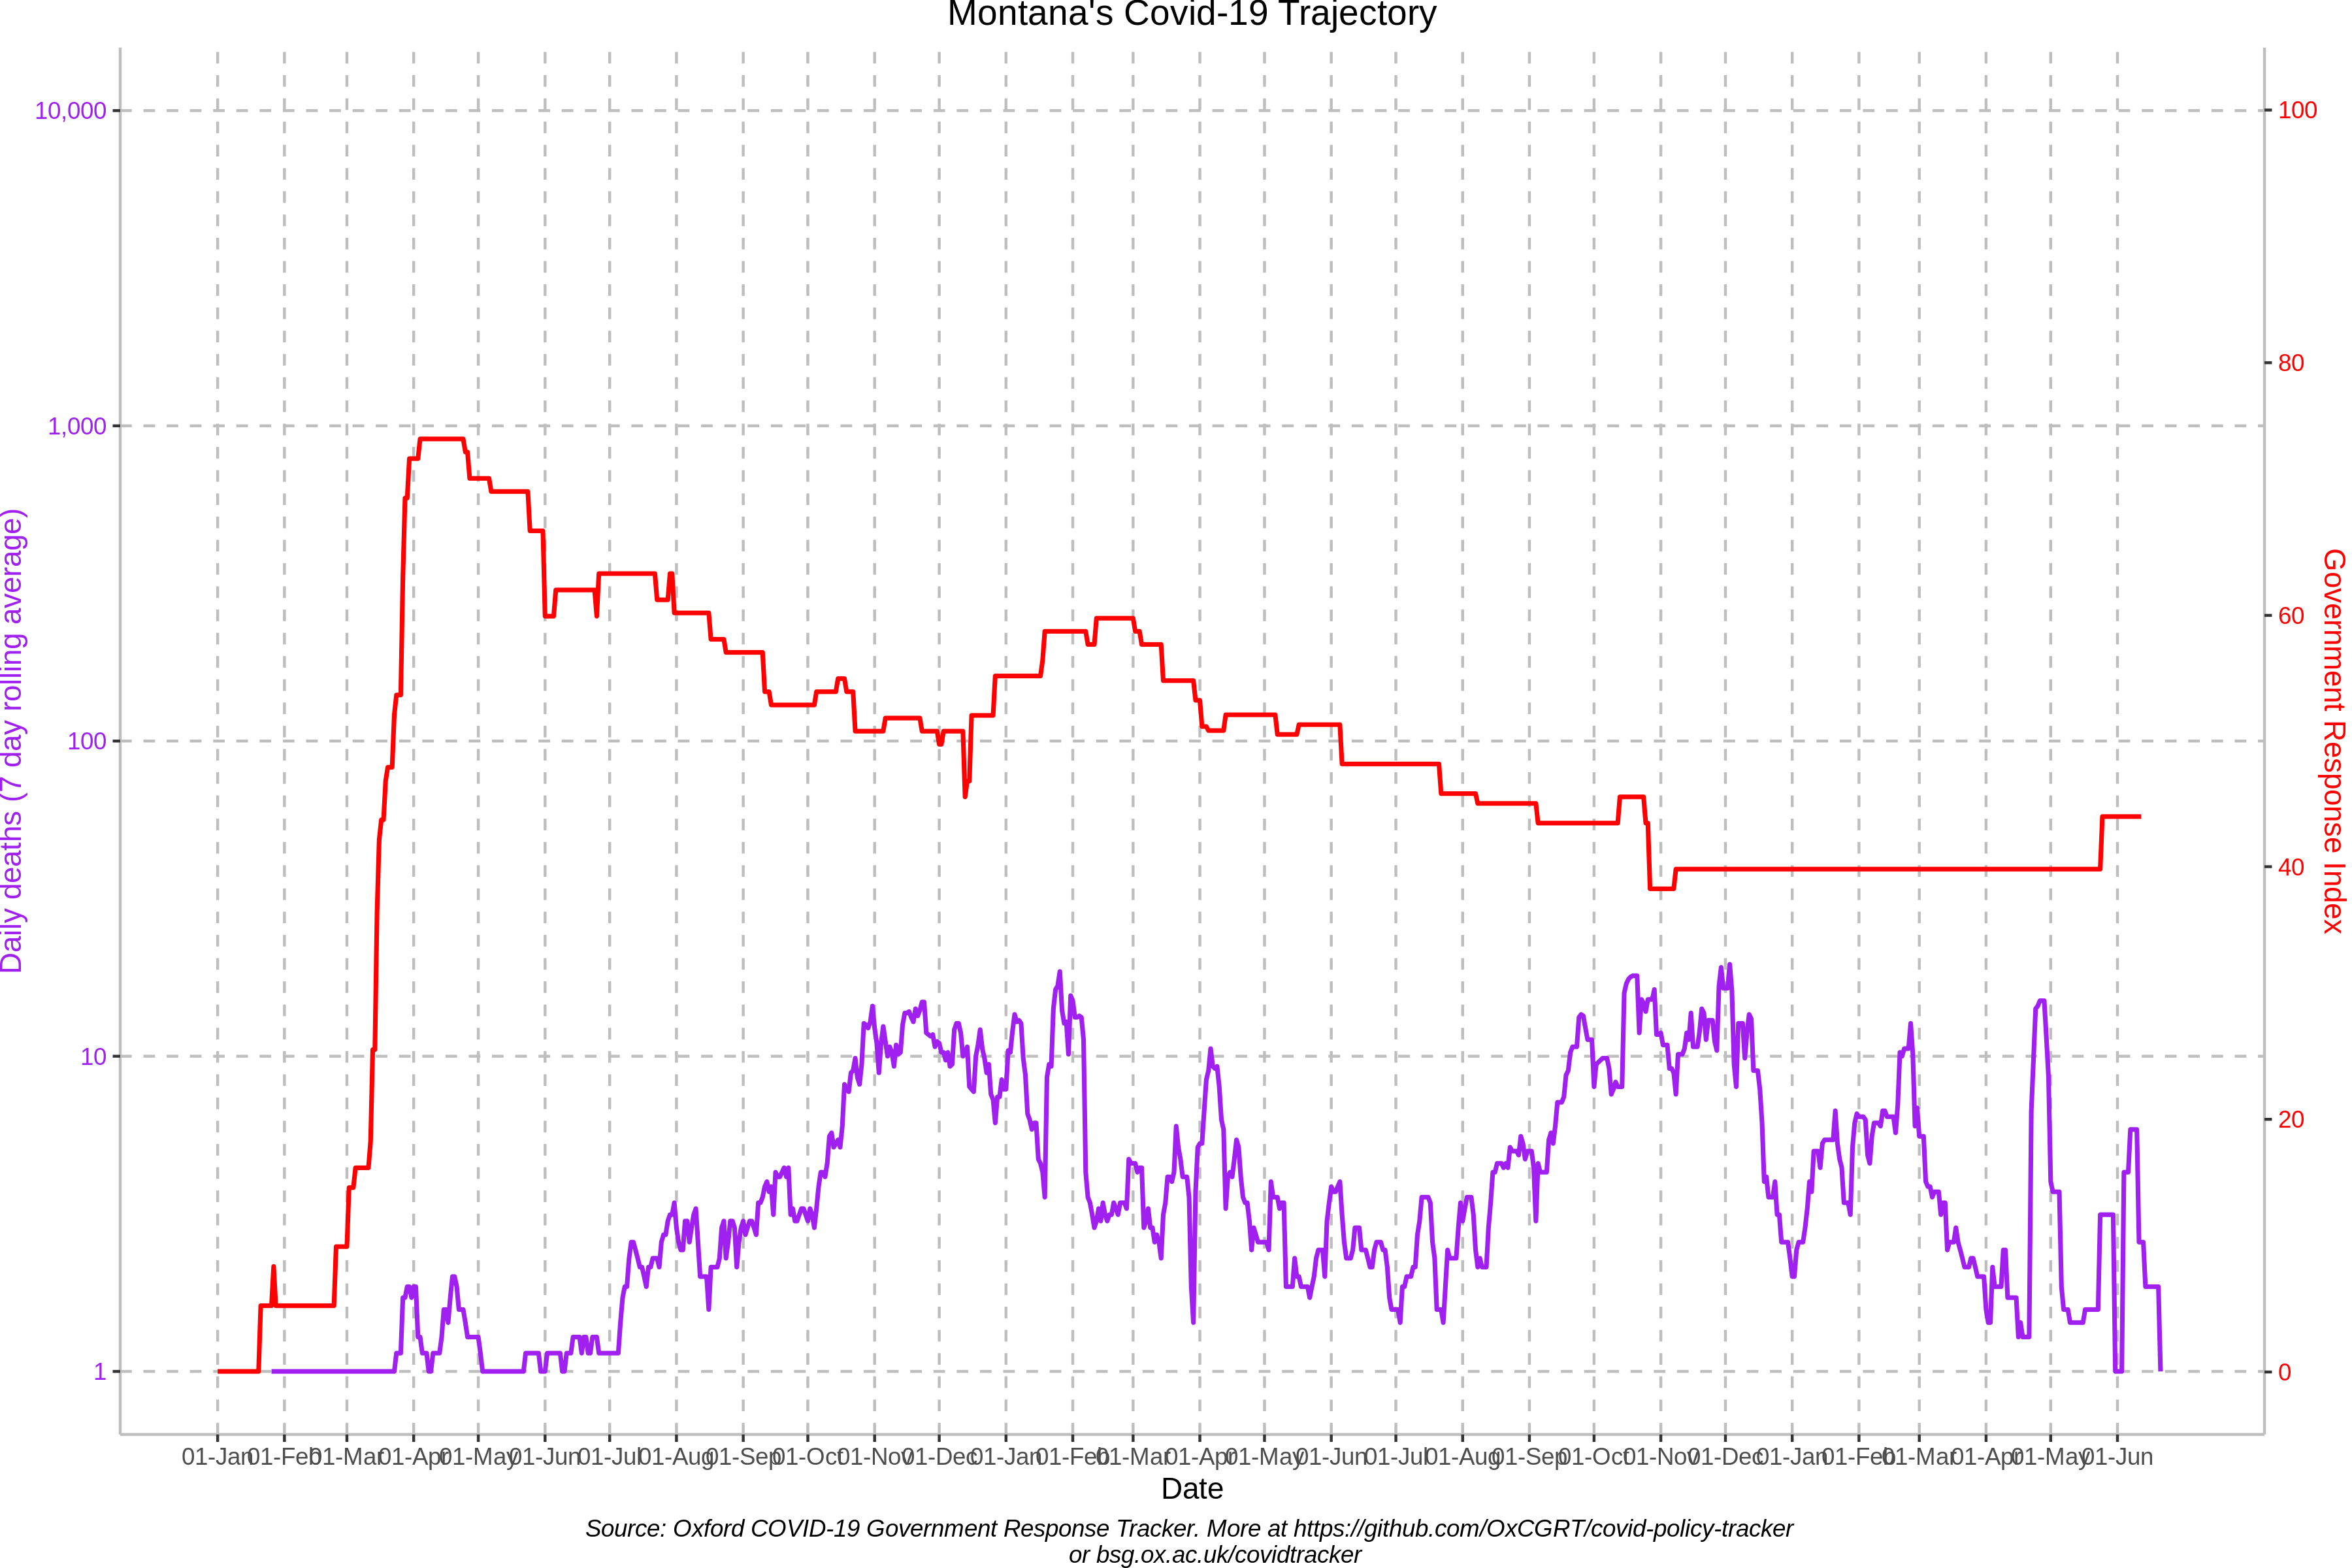 Montana's Covid-19 Trajectory
10,000
1,000
100
10
1
Daily deaths (7 day rolling average)
100
80
60
40
20
0
Government Response Index
01-Jan 01-Feb 01-Mar 01-Apr 01-May 01-Jun 01-Jul 01-Aug 01-Sep 01-Oct 01-Nov 01-Dec 01-Jan 01-Feb 01-Mar 01-Apr 01-May 01-Jun 01-Jul 01-Aug 01-Sep 01-Oct 01-Nov 01-Dec 01-Jan 01-Feb 01-Mar 01-Apr 01-May 01-Jun
Date
Source: Oxford COVID-19 Government Response Tracker. More at https://github.com/OxCGRT/covid-policy-tracker
or bsg.ox.ac.uk/covidtracker